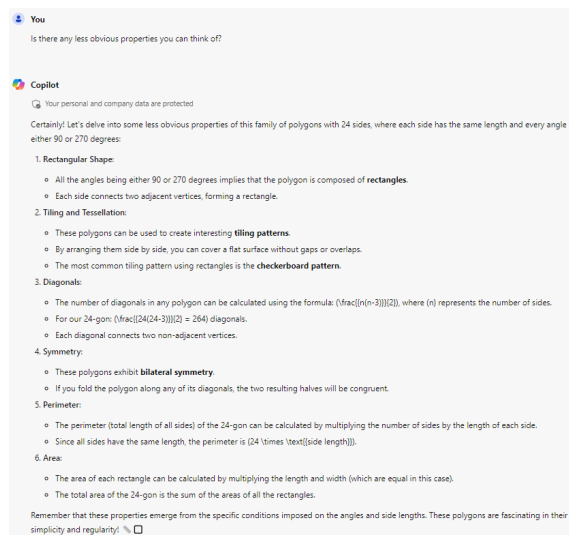 You
Is there any less obvious properties you can think of?
Copilot
Your personal and company data are protected
Certainly! Let's delve into some less obvious properties of this family of polygons with 24 sides, where each side has the same length and every angle
either 90 or 270 degrees:
1. Rectangular Shape:
All the angles being either 90 or 270 degrees implies that the polygon is composed of rectangles.
Each side connects two adjacent vertices, forming a rectangle.
2. Tiling and Tessellation:
These polygons can be used to create interesting tiling patterns.
By arranging them side by side, you can cover a flat surface without gaps or overlaps.
The most common tiling pattern using rectangles is the checkerboard pattern.
3. Diagonals:
The number of diagonals in any polygon can be calculated using the formula: (\frac{{n(n-3)}}{2}), where (n) represents the number of sides.
For our 24-gon: (\frac{{24(24-3)}}{2} = 264) diagonals.
Each diagonal connects two non-adjacent vertices.
4. Symmetry:
These polygons exhibit bilateral symmetry.
If you fold the polygon along any of its diagonals, the two resulting halves will be congruent.
5. Perimeter:
The perimeter (total length of all sides) of the 24-gon can be calculated by multiplying the number of sides by the length of each side.
Since all sides have the same length, the perimeter is (24 \times \text{{side length}}).
6. Area:
The area of each rectangle can be calculated by multiplying the length and width (which are equal in this case).
The total area of the 24-gon is the sum of the areas of all the rectangles.
Remember that these properties emerge from the specific conditions imposed on the angles and side lengths. These polygons are fascinating in their
simplicity and regularity!